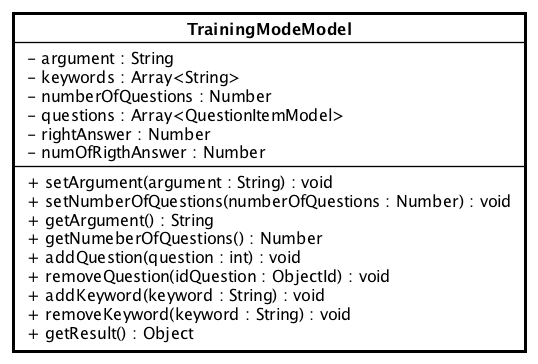 TrainingModeModel
- argument : String
- keywords : Array<String>
- numberOfQuestions : Number
- questions : Array<QuestionItemModel>
- rightAnswer : Number
- numOfRigthAnswer : Number
+ setArgument(argument : String) : void
+ setNumberOfQuestions(numberOfQuestions : Number) : void
+ getArgument() : String
+ getNumeberOfQuestions() : Number
+ addQuestion(question : int) : void
+ removeQuestion(idQuestion : ObjectId) : void
+ addKeyword(keyword : String) : void
+ removeKeyword(keyword : String) : void
+ getResult() : Object